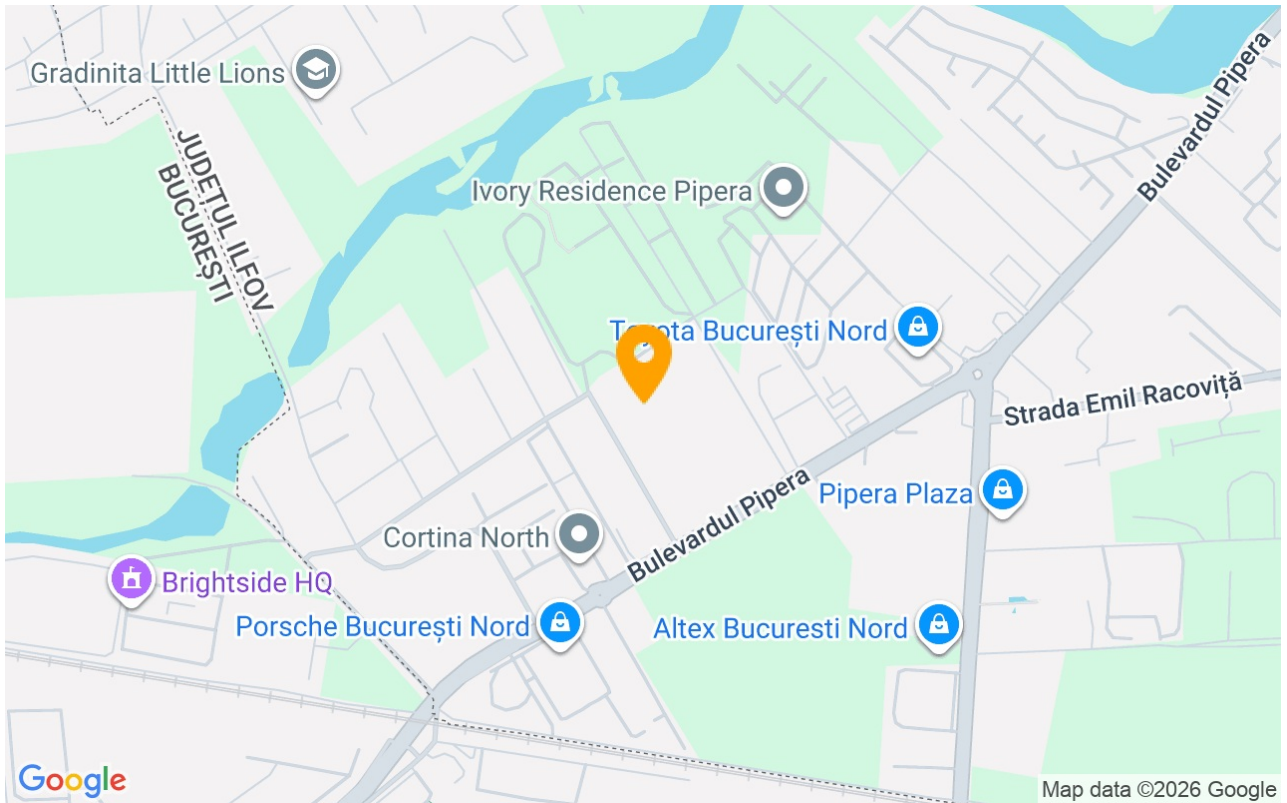 Bulevardul Pipera
Gradinita Little Lions
JUDEȚUL ILFOV
BUCUREȘTI
Ivory Residence Pipera
Toyota București Nord
Strada Emil Racoviță
Pipera Plaza
Bulevardul Pipera
Cortina North
Brightside HQ
Porsche București Nord
Altex Bucuresti Nord
Google
Map data ©2026 Google